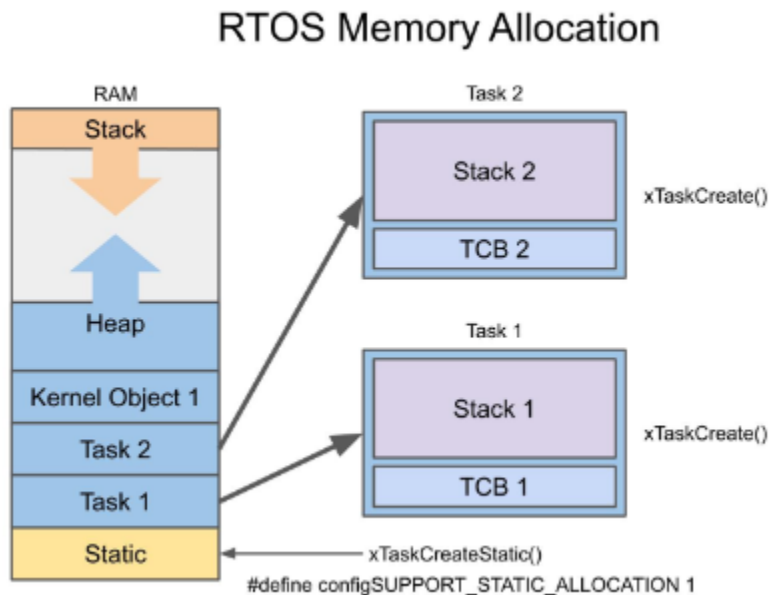 RTOS Memory Allocation
RAM
Stack
Heap
Kernel Object 1
Task 2
Task 1
Static
Task 2
Stack 2
TCB 2
xTaskCreate()
Task 1
Stack 1
TCB 1
xTaskCreate()
xTaskCreateStatic()
#define configSUPPORT_STATIC_ALLOCATION 1